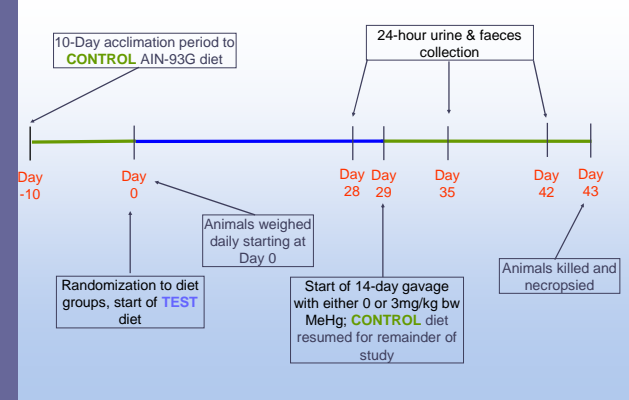 10-Day acclimation period to
CONTROL AIN-93G diet
24-hour urine & faeces
collection
Day
-10
Day
0
Day
28
Day
29
Day
35
Day
42
Day
43
Animals weighed
daily starting at
Day 0
Randomization to diet
groups, start of TEST
diet
Start of 14-day gavage
with either 0 or 3mg/kg bw
MeHg; CONTROL diet
resumed for remainder of
study
Animals killed and
necropsied